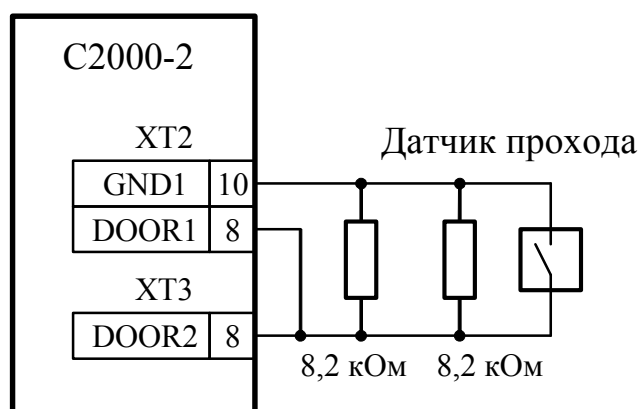 С2000-2
XT2
Датчик прохода
GND1 10
DOOR1 8
XT3
DOOR2 8
8,2 кОм 8,2 кОм